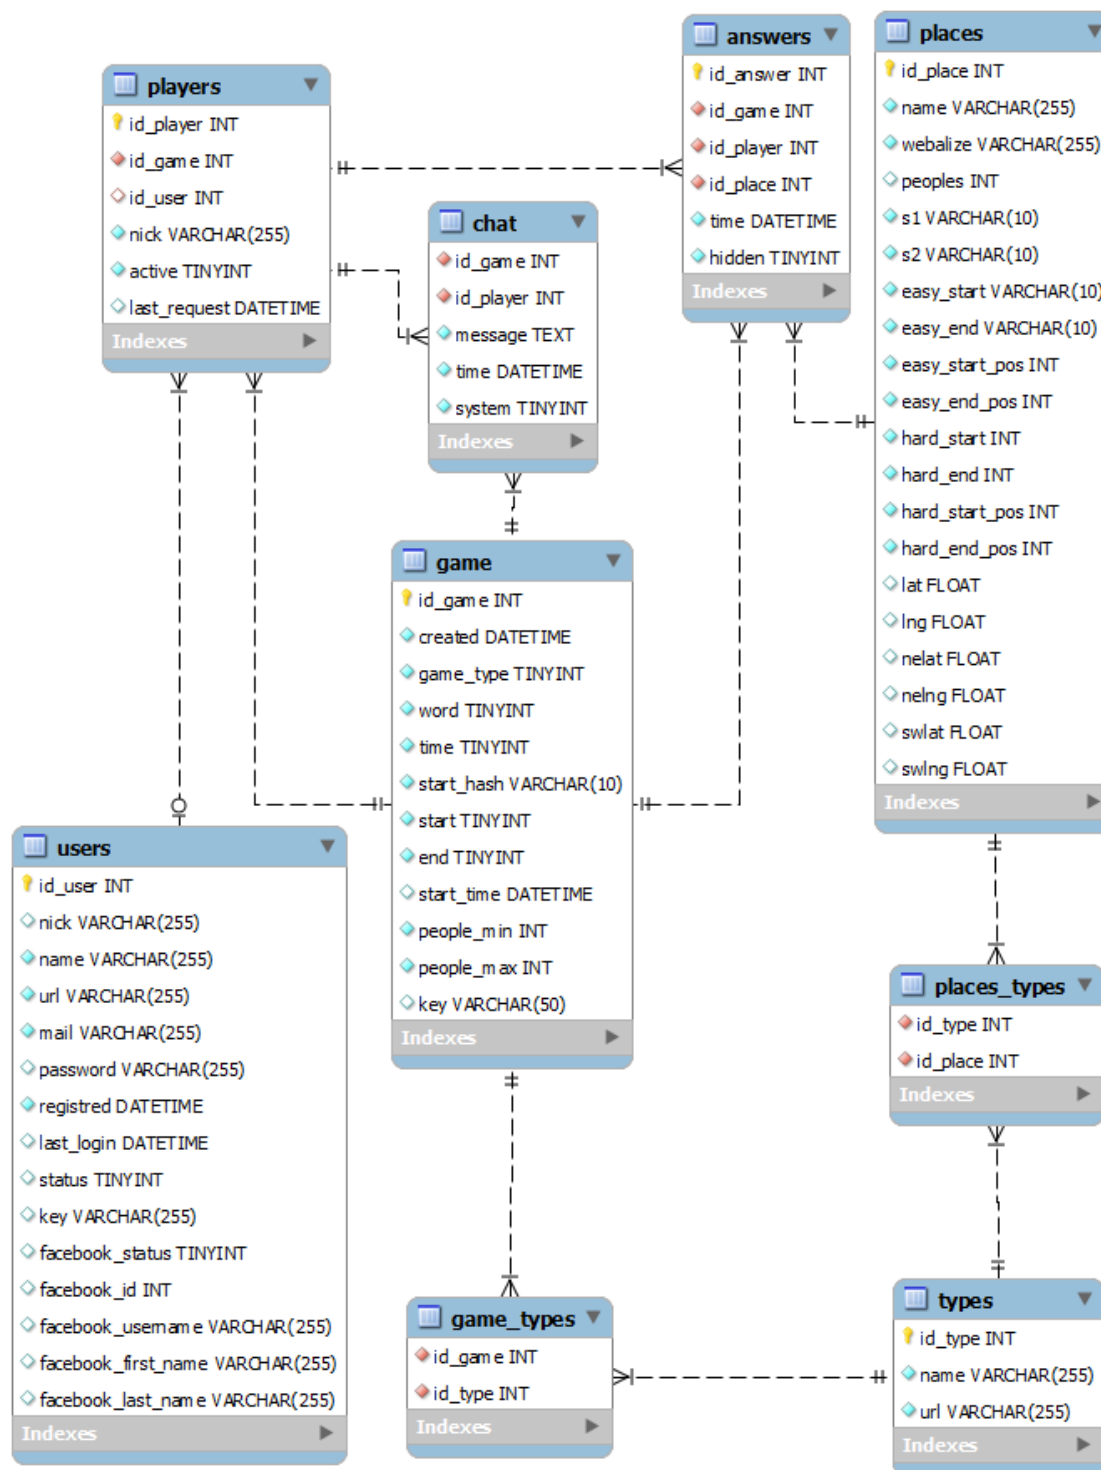 players
id_player INT
id_game INT
id_user INT
nick VARCHAR(255)
active TINYINT
last_request DATETIME
Indexes
chat
id_game INT
id_player INT
message TEXT
time DATETIME
system TINYINT
Indexes
answers
id_answer INT
id_game INT
id_player INT
id_place INT
time DATETIME
hidden TINYINT
Indexes
places
id_place INT
name VARCHAR(255)
webalize VARCHAR(255)
peoples INT
s1 VARCHAR(10)
s2 VARCHAR(10)
easy_start VARCHAR(10)
easy_end VARCHAR(10)
easy_start_pos INT
easy_end_pos INT
hard_start INT
hard_end INT
hard_start_pos INT
hard_end_pos INT
lat FLOAT
lng FLOAT
nelat FLOAT
nelng FLOAT
swlat FLOAT
swlng FLOAT
Indexes
game
id_game INT
created DATETIME
game_type TINYINT
word TINYINT
time TINYINT
start_hash VARCHAR(10)
start TINYINT
end TINYINT
start_time DATETIME
people_min INT
people_max INT
key VARCHAR(50)
Indexes
users
id_user INT
nick VARCHAR(255)
name VARCHAR(255)
url VARCHAR(255)
mail VARCHAR(255)
password VARCHAR(255)
registred DATETIME
last_login DATETIME
status TINYINT
key VARCHAR(255)
facebook_status TINYINT
facebook_id INT
facebook_username VARCHAR(255)
facebook_first_name VARCHAR(255)
facebook_last_name VARCHAR(255)
Indexes
places_types
id_type INT
id_place INT
Indexes
game_types
id_game INT
id_type INT
Indexes
types
id_type INT
name VARCHAR(255)
url VARCHAR(255)
Indexes